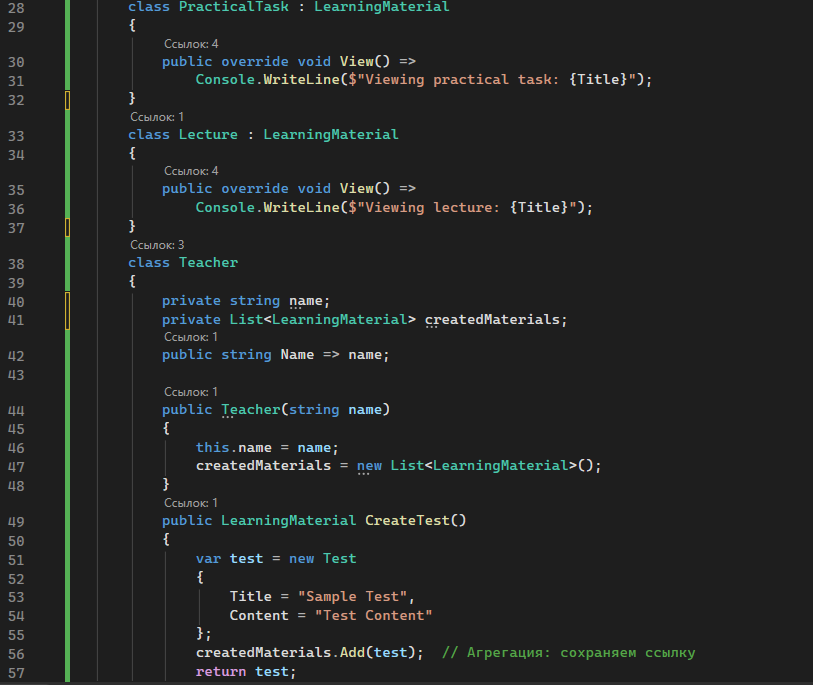 28 class PracticalTask : LearningMaterial
29 {
Ссылок: 4
30 public override void View() =>
31 Console.WriteLine($"Viewing practical task: {Title}");
32 }
Ссылок: 1
33 class Lecture : LearningMaterial
34 {
Ссылок: 4
35 public override void View() =>
36 Console.WriteLine($"Viewing lecture: {Title}");
37 }
Ссылок: 3
38 class Teacher
39 {
40 private string name;
41 private List<LearningMaterial> createdMaterials;
Ссылок: 1
42 public string Name => name;
43
Ссылок: 1
44 public Teacher(string name)
45 {
46 this.name = name;
47 createdMaterials = new List<LearningMaterial>();
48 }
Ссылок: 1
49 public LearningMaterial CreateTest()
50 {
51 var test = new Test
52 {
53 Title = "Sample Test",
54 Content = "Test Content"
55 };
56 createdMaterials.Add(test); // Агрегация: сохраняем ссылку
57 return test;